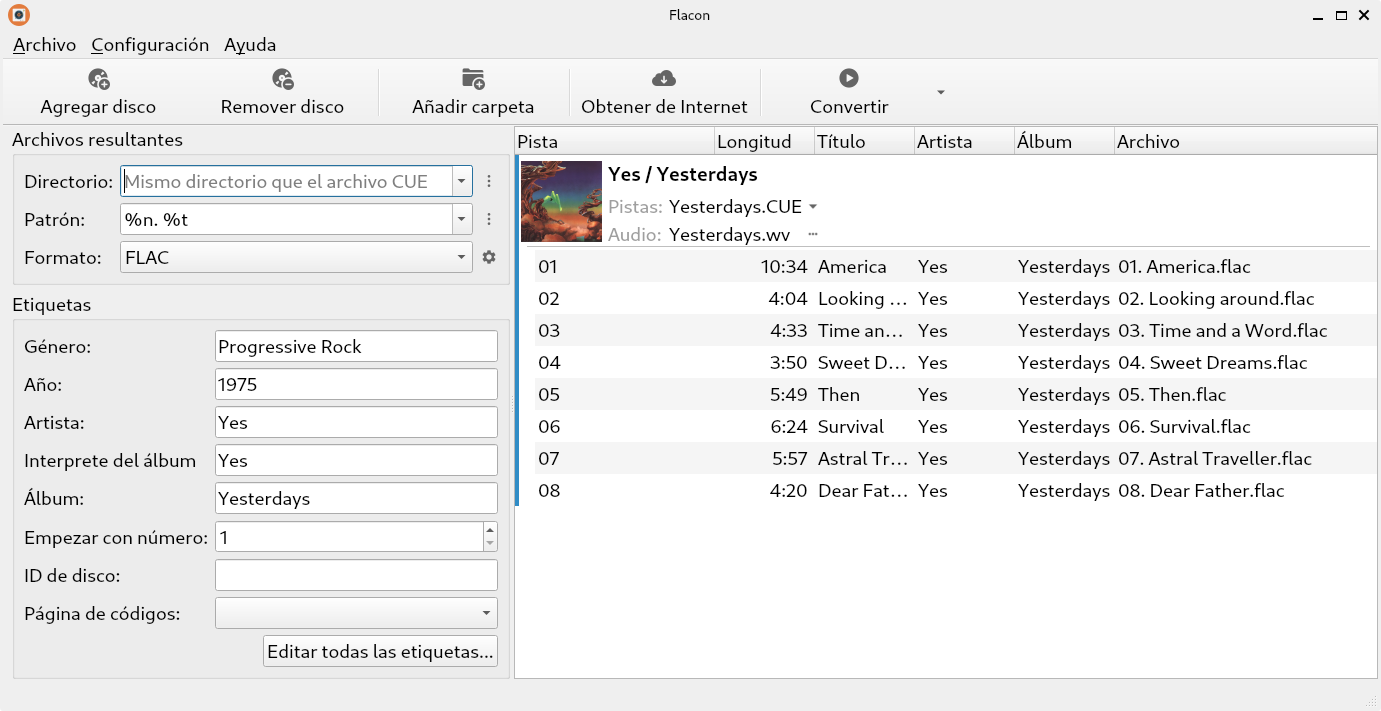 Flacon
Archivo Configuración Ayuda
Agregar disco Remover disco Añadir carpeta Obtener de Internet Convertir
Archivos resultantes
Directorio: Mismo directorio que el archivo CUE
Patrón: %n. %t
Formato: FLAC
Etiquetas
Género: Progressive Rock
Año: 1975
Artista: Yes
Interprete del álbum Yes
Álbum: Yesterdays
Empezar con número: 1
ID de disco:
Página de códigos:
Editar todas las etiquetas...
Pista Longitud Título Artista Álbum Archivo
Yes / Yesterdays
Pistas: Yesterdays.CUE
Audio: Yesterdays.wv
01 10:34 America Yes Yesterdays 01. America.flac
02 4:04 Looking ... Yes Yesterdays 02. Looking around.flac
03 4:33 Time an... Yes Yesterdays 03. Time and a Word.flac
04 3:50 Sweet D... Yes Yesterdays 04. Sweet Dreams.flac
05 5:49 Then Yes Yesterdays 05. Then.flac
06 6:24 Survival Yes Yesterdays 06. Survival.flac
07 5:57 Astral Tr... Yes Yesterdays 07. Astral Traveller.flac
08 4:20 Dear Fat... Yes Yesterdays 08. Dear Father.flac